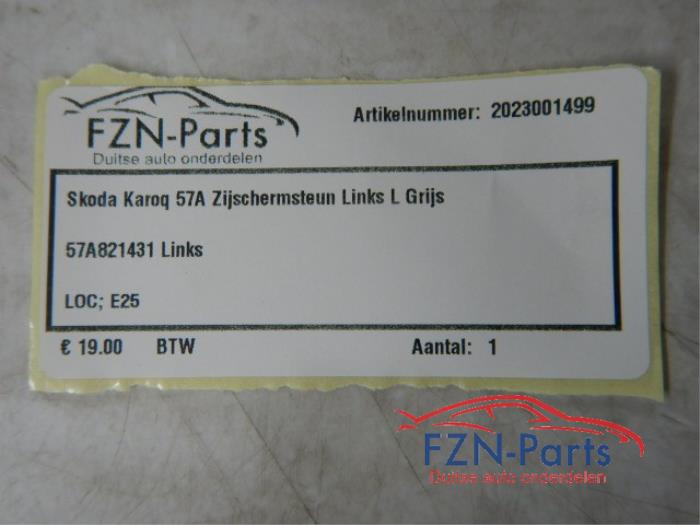 FZN-Parts
Duitse auto onderdelen
Artikelnummer: 2023001499
Skoda Karoq 57A Zijschermsteun Links L Grijs
57A821431 Links
LOC; E25
€ 19.00 BTW Aantal: 1
FZN-Parts
Duitse auto onderdelen